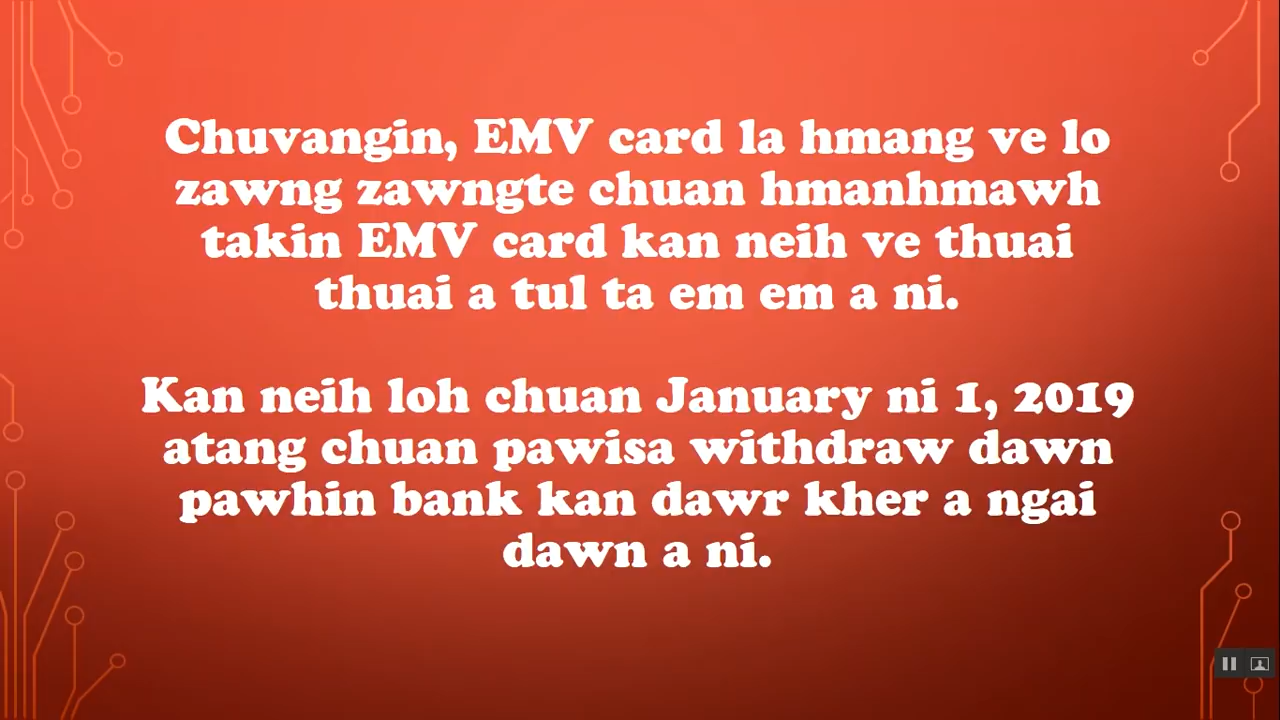 Chuvangin, EMV card la hmang ve lo
zawng zawngte chuan hmanhmawh
takin EMV card kan neih ve thuai
thuai a tul ta em em a ni.
Kan neih loh chuan January ni 1, 2019
atang chuan pawisa withdraw dawn
pawhin bank kan dawr kher a ngai
dawn a ni.